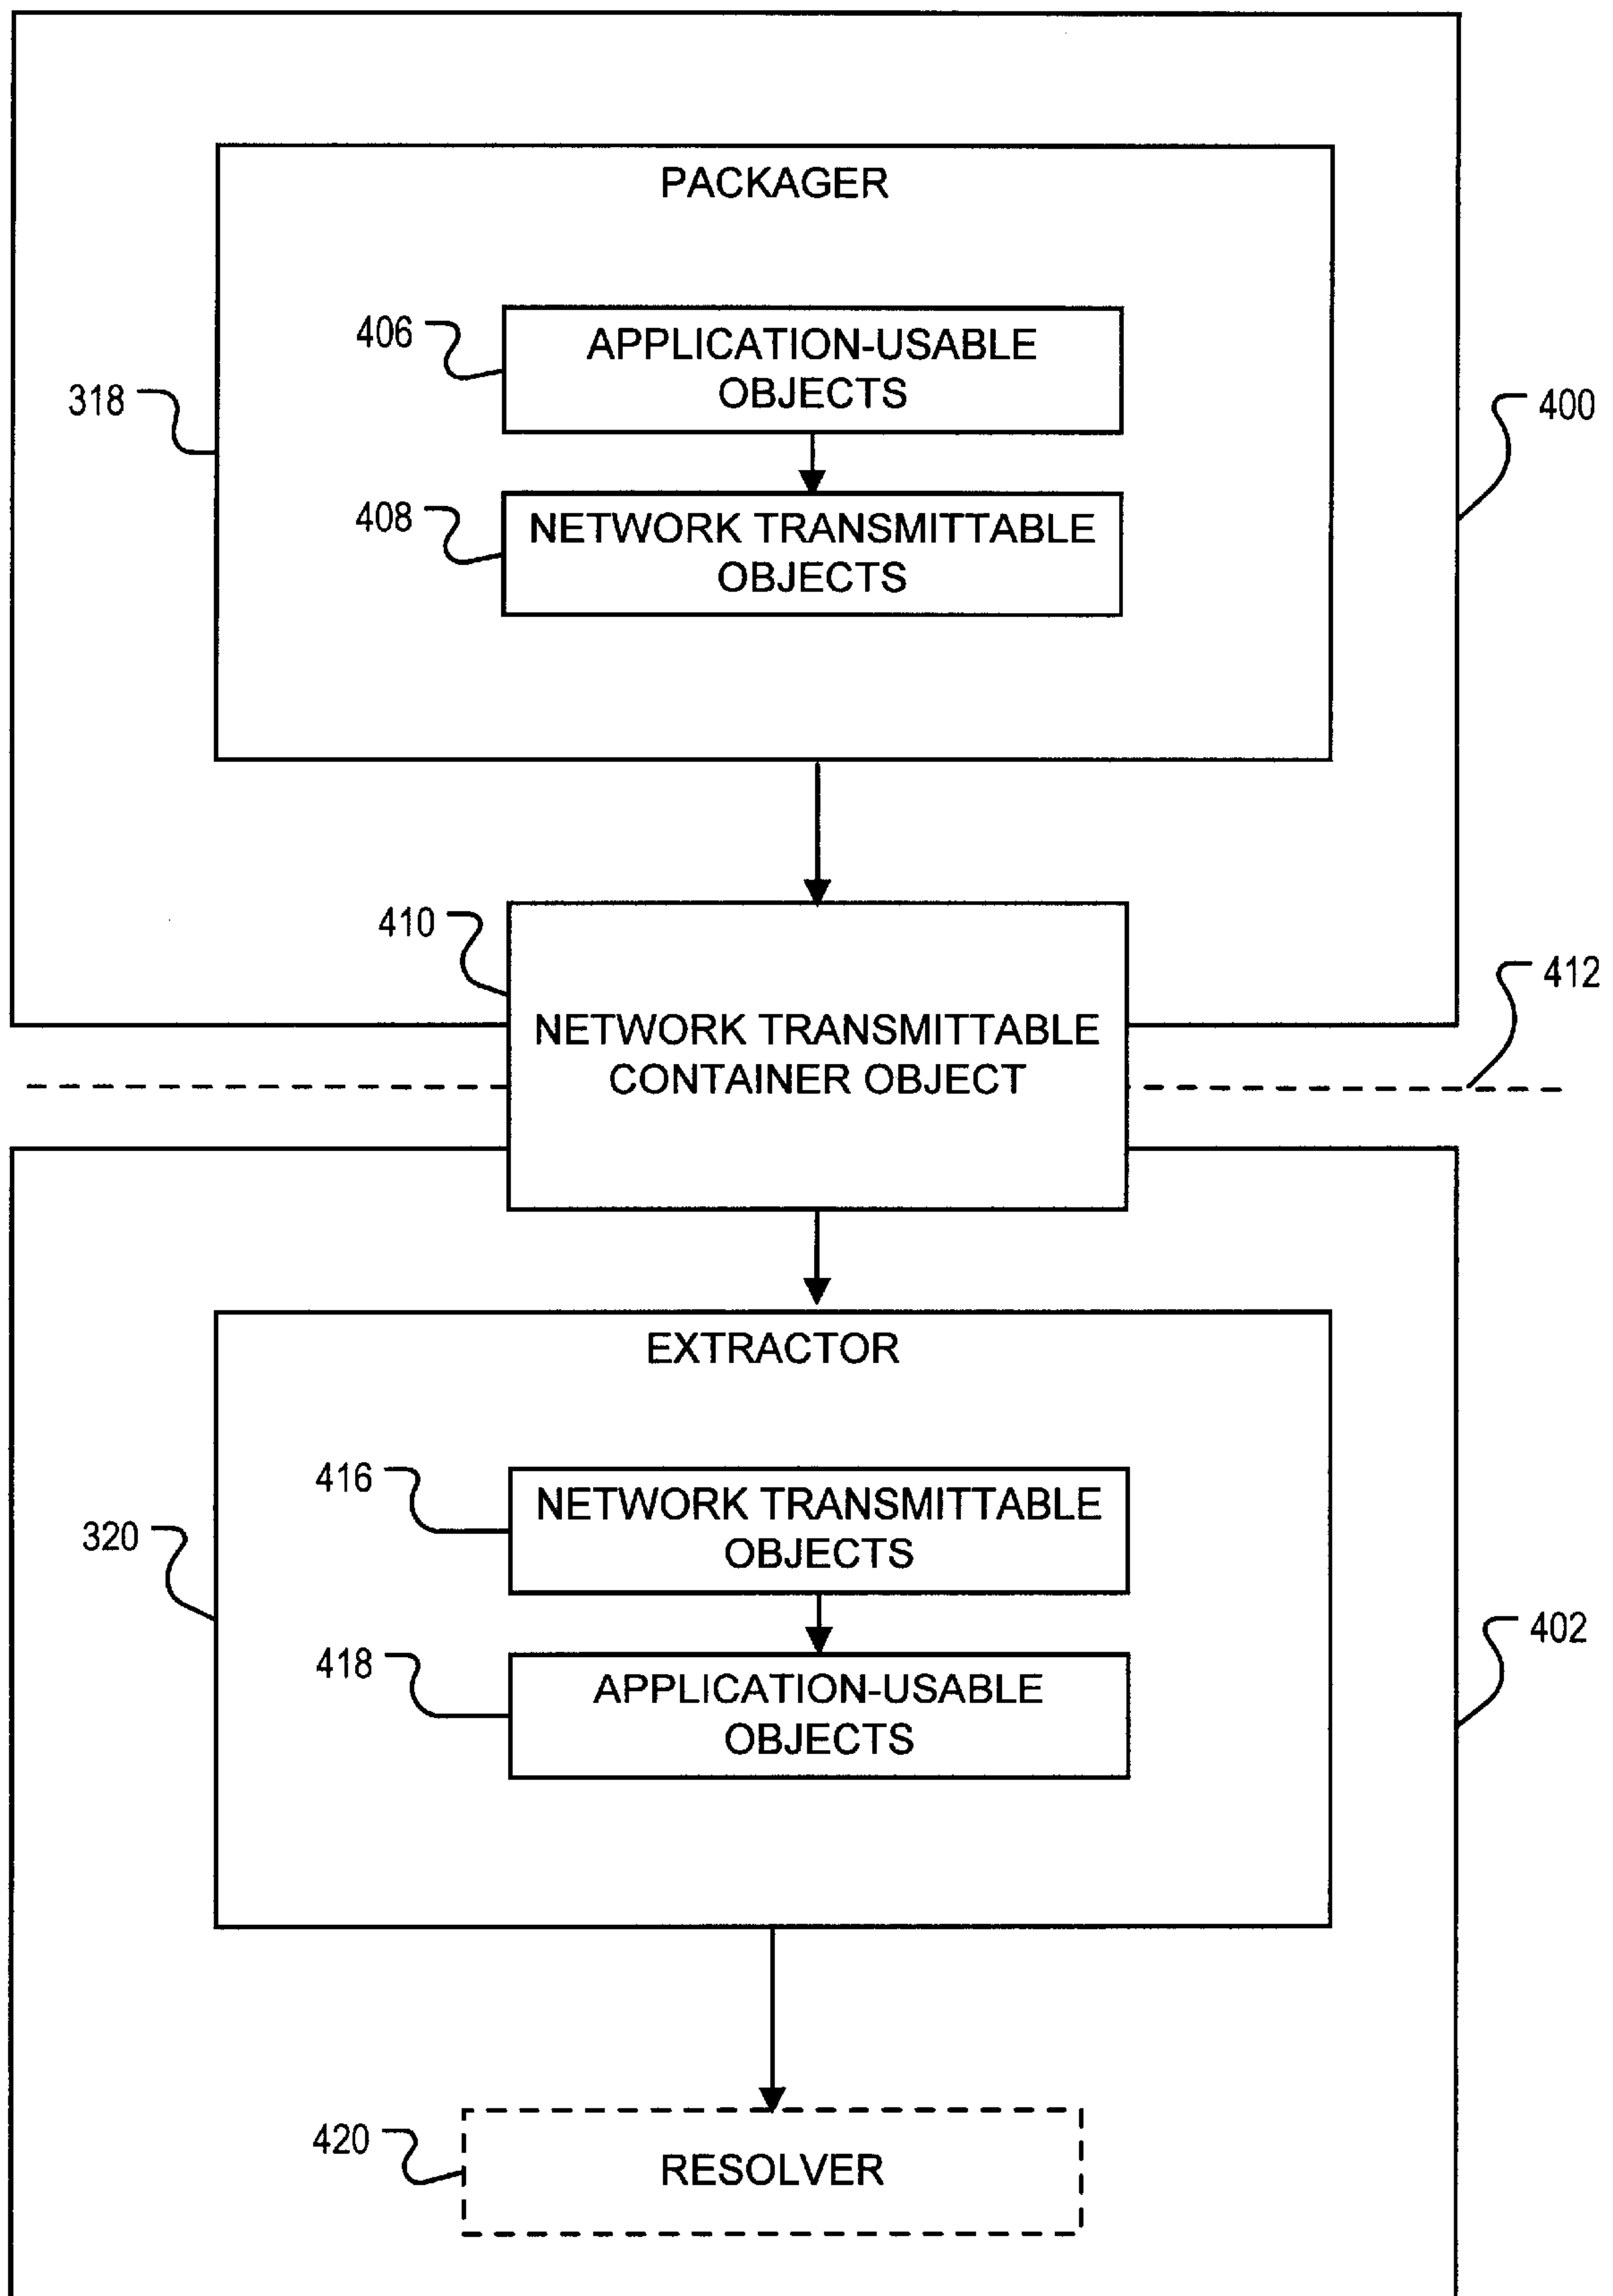 PACKAGER
406
APPLICATION-USABLE
OBJECTS
318
400
408
NETWORK TRANSMITTABLE
OBJECTS
410
412
NETWORK TRANSMITTABLE
CONTAINER OBJECT
EXTRACTOR
416
NETWORK TRANSMITTABLE
OBJECTS
320
402
418
APPLICATION-USABLE
OBJECTS
420
RESOLVER